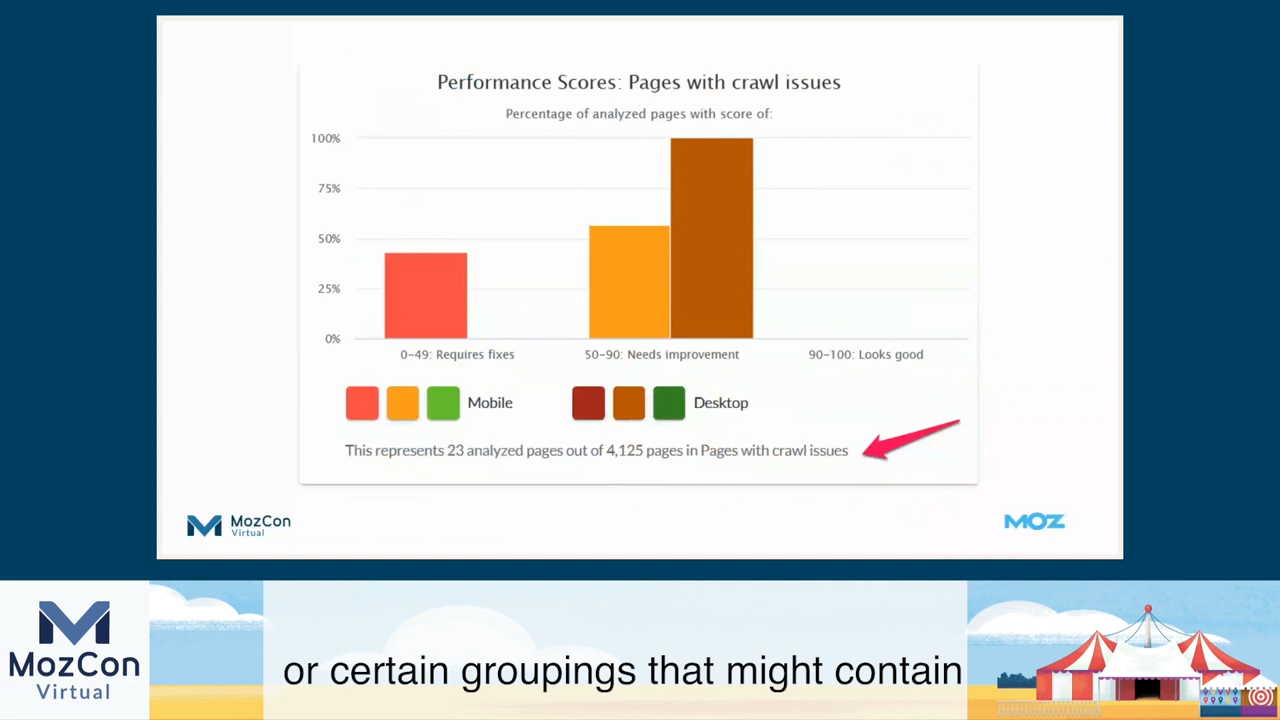 Performance Scores: Pages with crawl issues
Percentage of analyzed pages with score of:
100%
75%
50%
25%
0%
0-49: Requires fixes
50-90: Needs improvement
90-100: Looks good
Mobile
Desktop
This represents 23 analyzed pages out of 4,125 pages in Pages with crawl issues
MozCon
Virtual
MOZ
MozCon
Virtual
or certain groupings that might contain